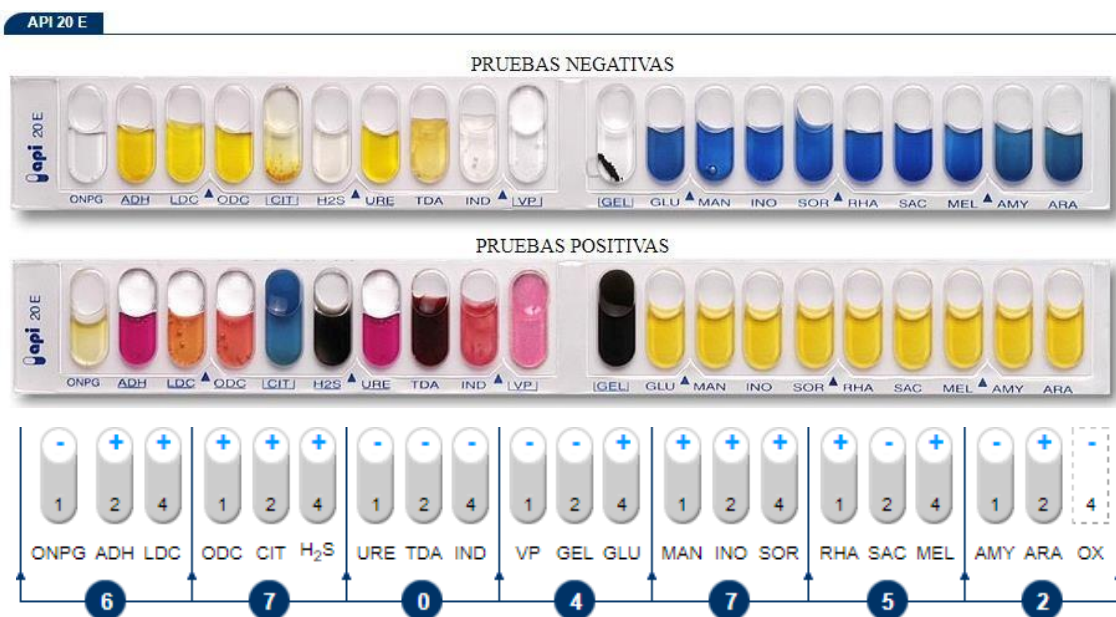 API 20 E
PRUEBAS NEGATIVAS
api 20 E
ONPG ADH LDC ODC CIT H2S URE TDA IND VP GEL GLU MAN INO SOR RHA SAC MEL AMY ARA
PRUEBAS POSITIVAS
api 20 E
ONPG ADH LDC ODC CIT H2S URE TDA IND VP GEL GLU MAN INO SOR RHA SAC MEL AMY ARA
- + + + + + - - - - - + + + + + - + - + -
1 2 4 1 2 4 1 2 4 1 2 4 1 2 4 1 2 4 1 2 4
ONPG ADH LDC ODC CIT H₂S URE TDA IND VP GEL GLU MAN INO SOR RHA SAC MEL AMY ARA OX
6 7 0 4 7 5 2